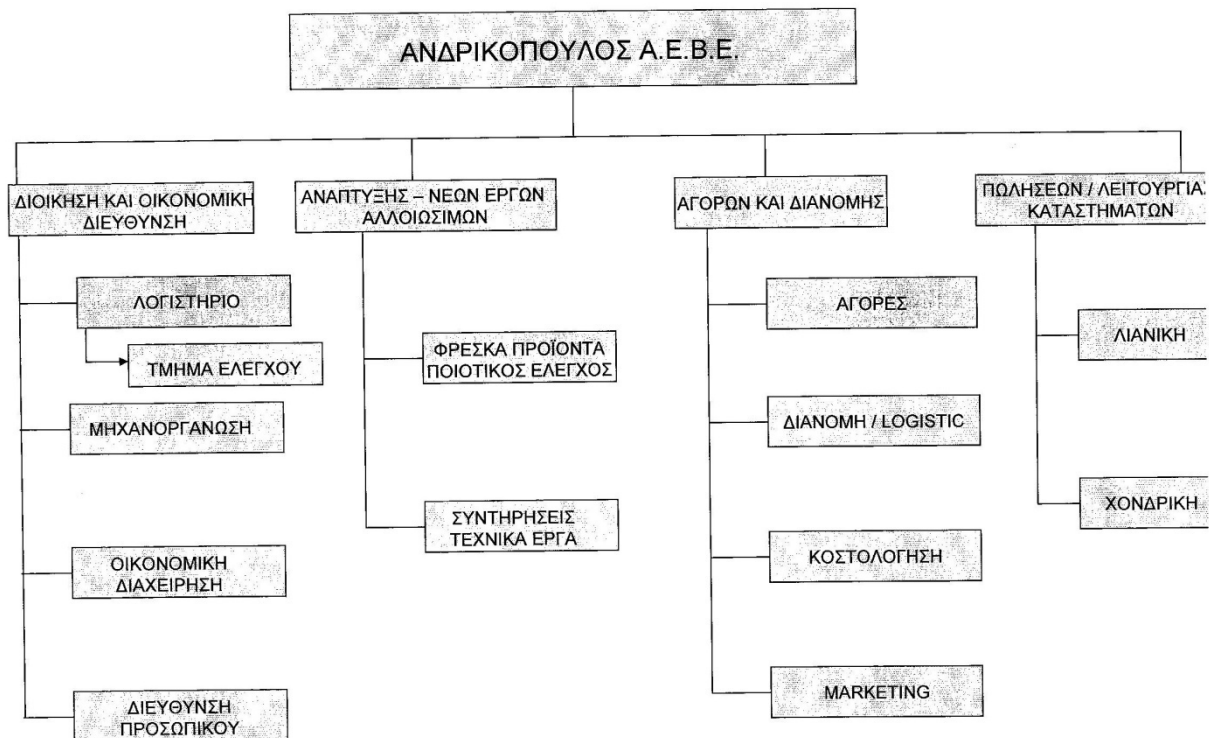 ΑΝΔΡΙΚΟΠΟΥΛΟΣ Α.Ε.Β.Ε.
ΔΙΟΙΚΗΣΗ ΚΑΙ ΟΙΚΟΝΟΜΙΚΗ
ΔΙΕΥΘΥΝΣΗ
ΛΟΓΙΣΤΗΡΙΟ
ΤΜΗΜΑ ΕΛΕΓΧΟΥ
ΜΗΧΑΝΟΡΓΑΝΩΣΗ
ΟΙΚΟΝΟΜΙΚΗ
ΔΙΑΧΕΙΡΗΣΗ
ΔΙΕΥΘΥΝΣΗ
ΠΡΟΣΩΠΙΚΟΥ
ΑΝΑΠΤΥΞΗΣ – ΝΕΩΝ ΕΡΓΩΝ
ΑΛΛΟΙΩΣΙΜΩΝ
ΦΡΕΣΚΑ ΠΡΟΪΟΝΤΑ
ΠΟΙΟΤΙΚΟΣ ΕΛΕΓΧΟΣ
ΣΥΝΤΗΡΗΣΕΙΣ
ΤΕΧΝΙΚΑ ΕΡΓΑ
ΑΓΟΡΩΝ ΚΑΙ ΔΙΑΝΟΜΗΣ
ΑΓΟΡΕΣ
ΔΙΑΝΟΜΗ / LOGISTIC
ΚΟΣΤΟΛΟΓΗΣΗ
MARKETING
ΠΩΛΗΣΕΩΝ / ΛΕΙΤΟΥΡΓΙΑΣ
ΚΑΤΑΣΤΗΜΑΤΩΝ
ΛΙΑΝΙΚΗ
ΧΟΝΔΡΙΚΗ